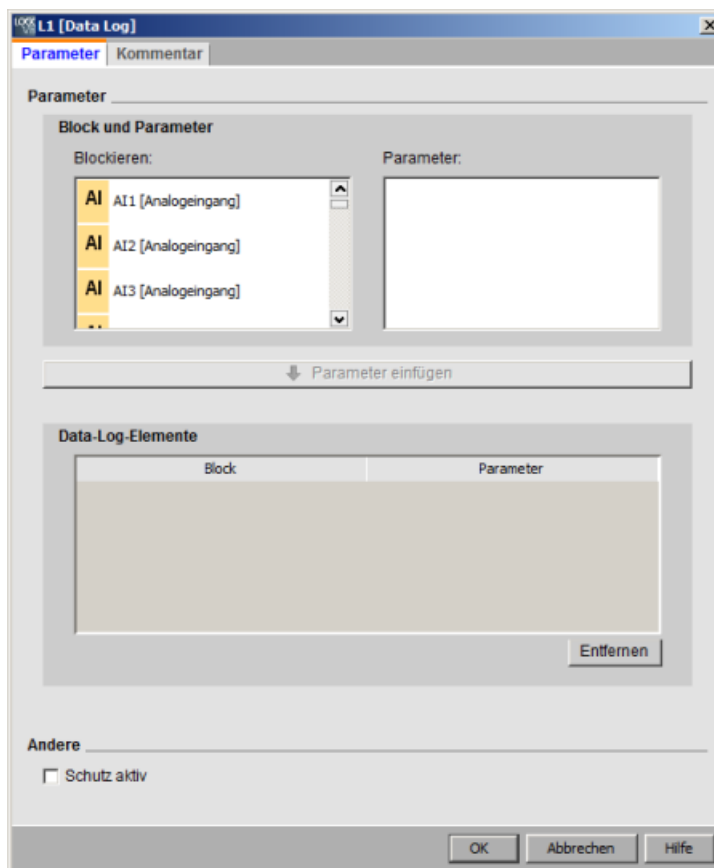 L1 [Data Log]
Parameter Kommentar
Parameter
Block und Parameter
Blockieren: Parameter:
AI AI1 [Analogeingang]
AI AI2 [Analogeingang]
AI AI3 [Analogeingang]
Parameter einfügen
Data-Log-Elemente
Block Parameter
Entfernen
Andere
Schutz aktiv
OK Abbrechen Hilfe